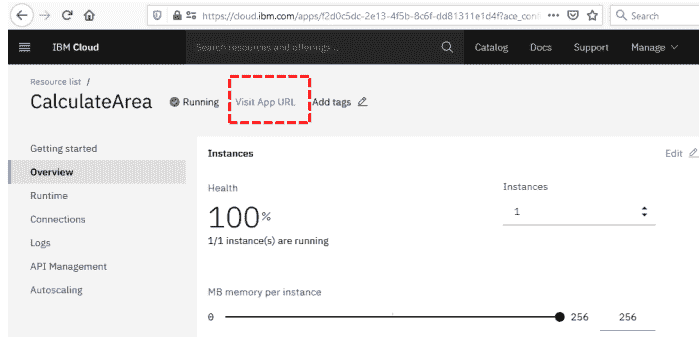 https://cloud.ibm.com/apps/f2d0c5dc-2e13-4f5b-8c6f-dd81311e1d4f?ace_con
Search
IBM Cloud
Search resources and offerings...
Catalog
Docs
Support
Manage
Resource list /
CalculateArea
Running
Visit App URL
Add tags
Getting started
Overview
Runtime
Connections
Logs
API Management
Autoscaling
Instances
Edit
Health
100%
1/1 instance(s) are running
Instances
1
MB memory per instance
0
256
256